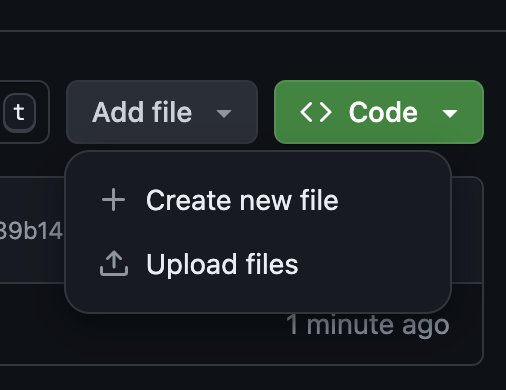 t
Add file
Code
39b14
Create new file
Upload files
1 minute ago